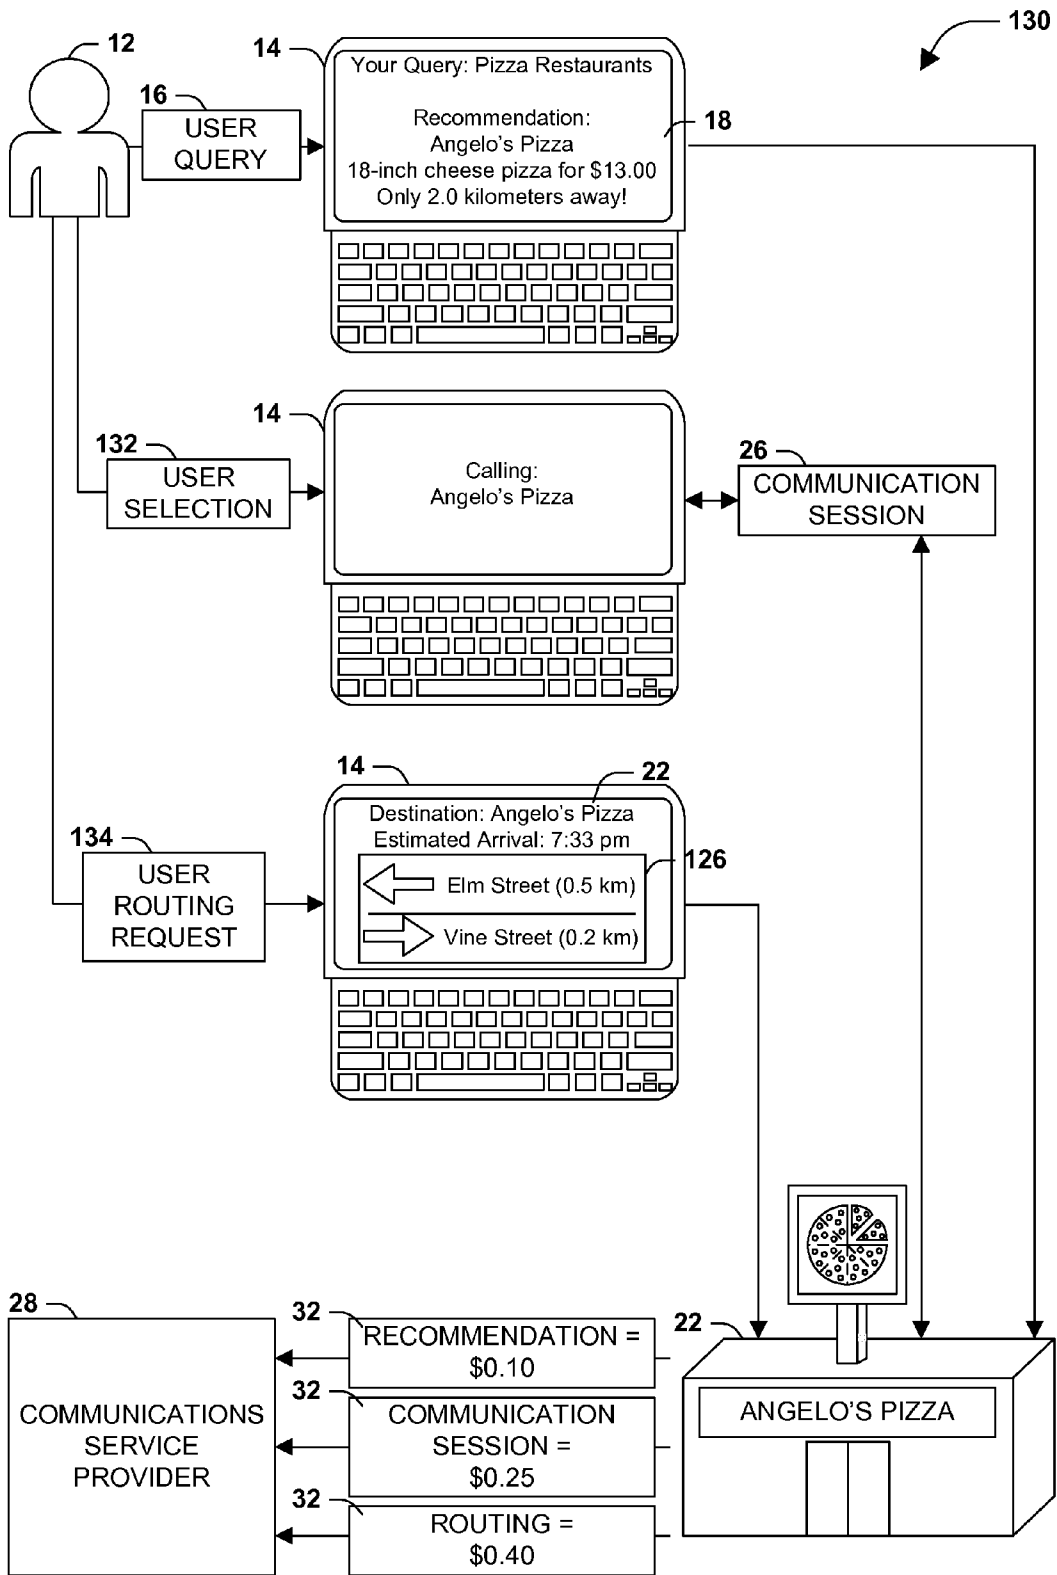 130
12
14
Your Query: Pizza Restaurants
16
USER
QUERY
Recommendation:
18
Angelo's Pizza
18-inch cheese pizza for $13.00
Only 2.0 kilometers away!
14
132
USER
SELECTION
Calling:
Angelo's Pizza
26
COMMUNICATION
SESSION
14
22
Destination: Angelo's Pizza
Estimated Arrival: 7:33 pm
134
126
USER
ROUTING
REQUEST
Elm Street (0.5 km)
Vine Street (0.2 km)
28
COMMUNICATIONS
SERVICE
PROVIDER
32
RECOMMENDATION =
$0.10
32
COMMUNICATION
SESSION =
$0.25
32
ROUTING =
$0.40
22
ANGELO'S PIZZA